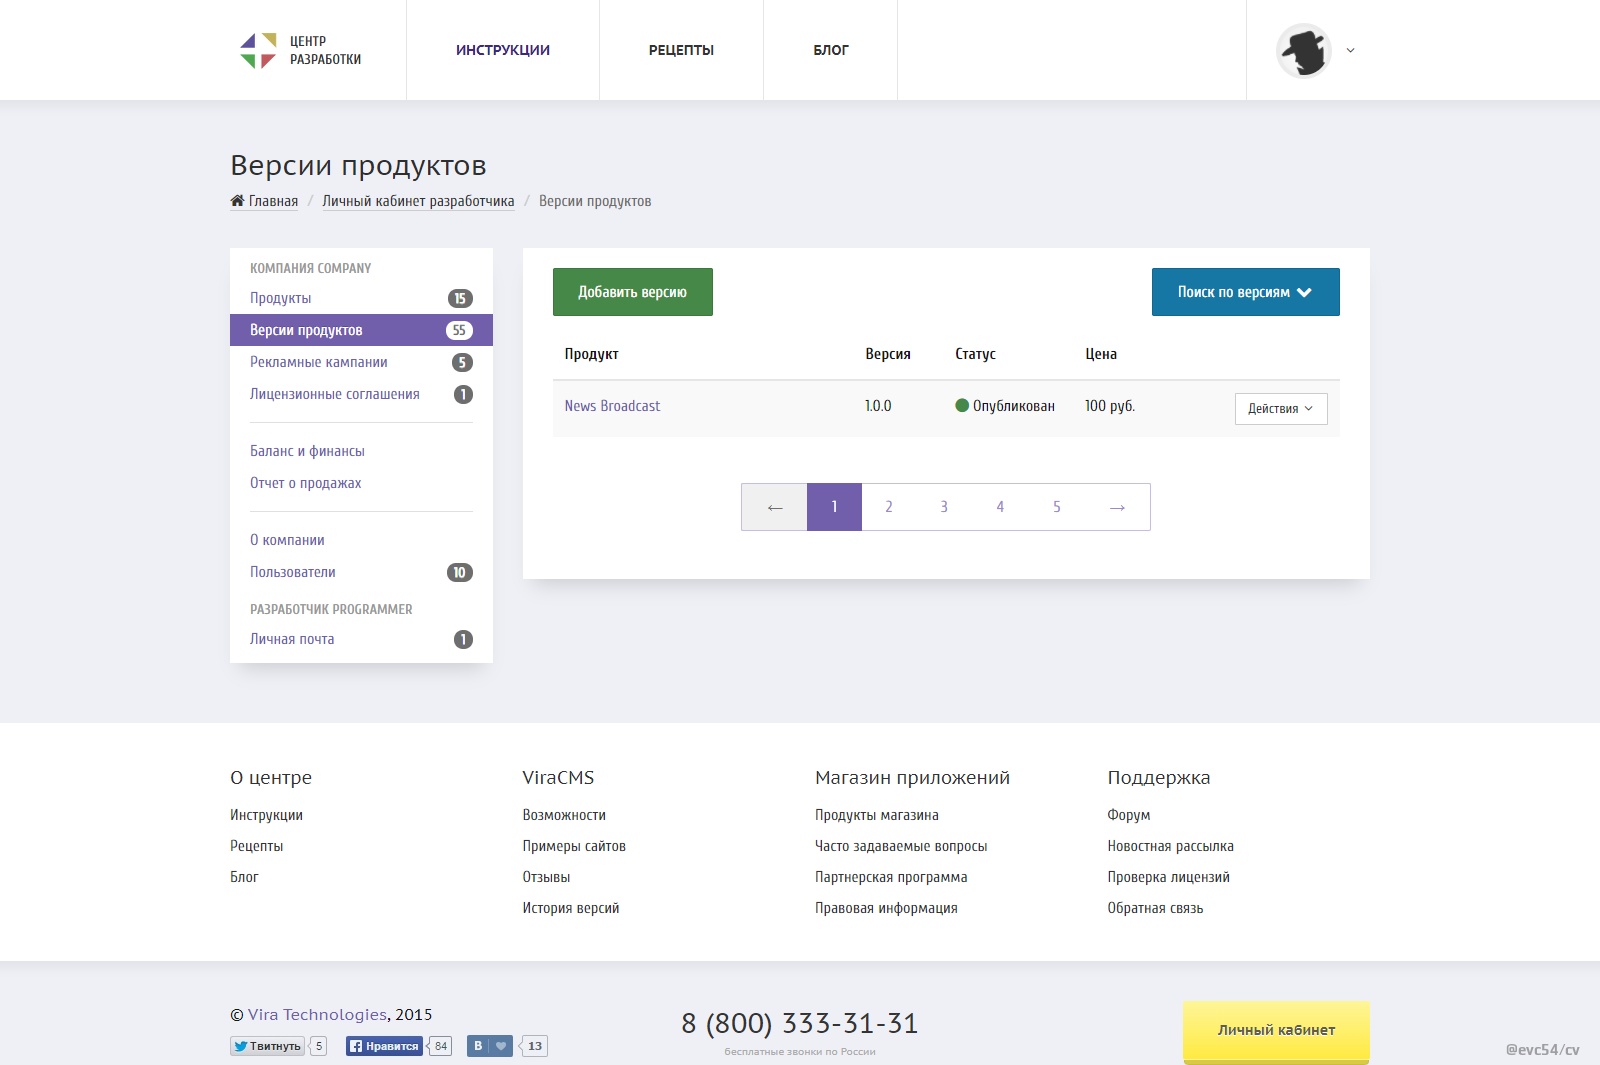 ЦЕНТР
РАЗРАБОТКИ
ИНСТРУКЦИИ
РЕЦЕПТЫ
БЛОГ
Версии продуктов
Главная / Личный кабинет разработчика / Версии продуктов
КОМПАНИЯ COMPANY
Продукты 15
Версии продуктов 55
Рекламные кампании 5
Лицензионные соглашения 1
Баланс и финансы
Отчет о продажах
О компании
Пользователи 10
РАЗРАБОТЧИК PROGRAMMER
Личная почта 1
Добавить версию
Поиск по версиям
Продукт Версия Статус Цена
News Broadcast 1.0.0 Опубликован 100 руб. Действия
← 1 2 3 4 5 →
О центре
Инструкции
Рецепты
Блог
ViraCMS
Возможности
Примеры сайтов
Отзывы
История версий
Магазин приложений
Продукты магазина
Часто задаваемые вопросы
Партнерская программа
Правовая информация
Поддержка
Форум
Новостная рассылка
Проверка лицензий
Обратная связь
© Vira Technologies, 2015
Твитнуть 5
Нравится 84
В 13
8 (800) 333-31-31
бесплатные звонки по России
Личный кабинет
@evc54/cv